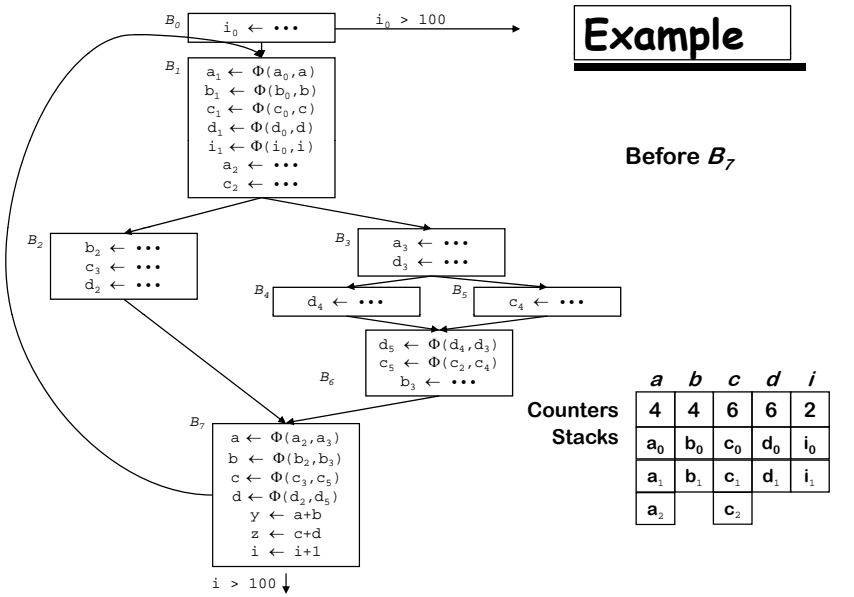 Example
Before B₇
B₀
i₀ ← •••
i₀ > 100
B₁
a₁ ← Φ(a₀,a)
b₁ ← Φ(b₀,b)
c₁ ← Φ(c₀,c)
d₁ ← Φ(d₀,d)
i₁ ← Φ(i₀,i)
a₂ ← •••
c₂ ← •••
B₂
b₂ ← •••
c₃ ← •••
d₂ ← •••
B₃
a₃ ← •••
d₃ ← •••
B₄
d₄ ← •••
B₅
c₄ ← •••
B₆
d₅ ← Φ(d₄,d₃)
c₅ ← Φ(c₂,c₄)
b₃ ← •••
B₇
a ← Φ(a₂,a₃)
b ← Φ(b₂,b₃)
c ← Φ(c₃,c₅)
d ← Φ(d₂,d₅)
y ← a+b
z ← c+d
i ← i+1
i > 100
a b c d i
Counters 4 4 6 6 2
Stacks a₀ b₀ c₀ d₀ i₀
a₁ b₁ c₁ d₁ i₁
a₂ c₂